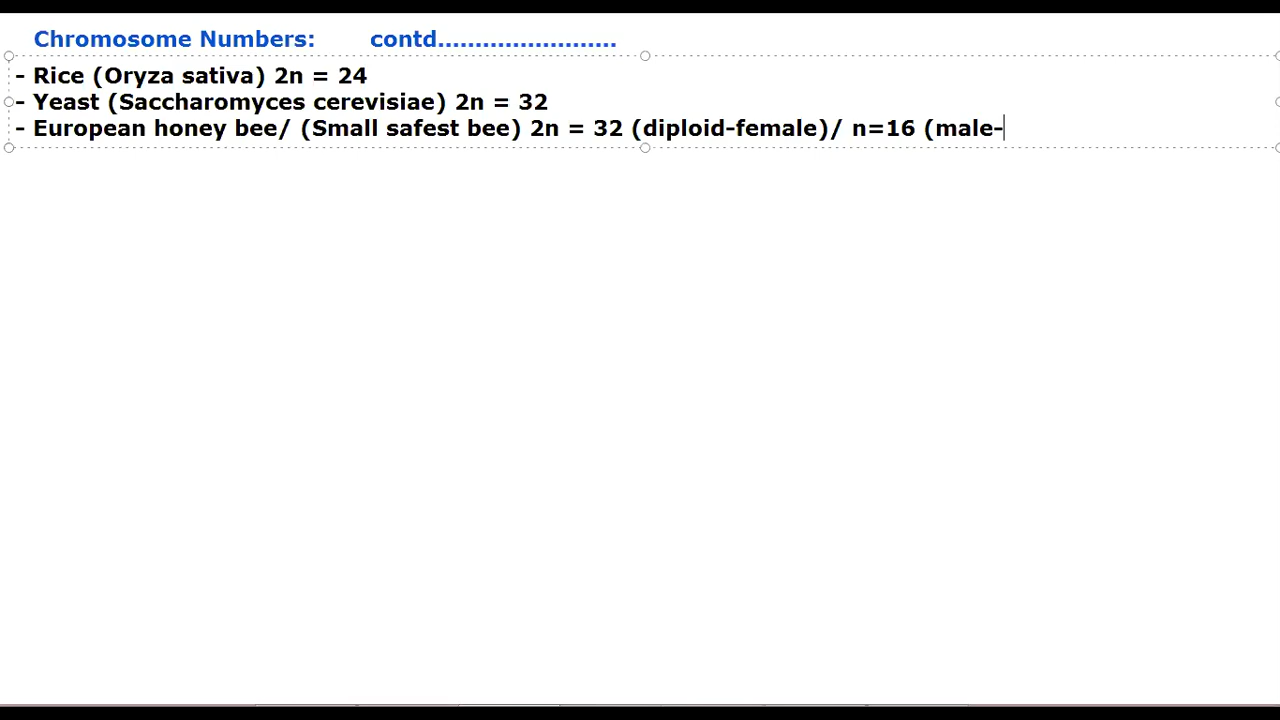 Chromosome Numbers: contd........................
- Rice (Oryza sativa) 2n = 24
- Yeast (Saccharomyces cerevisiae) 2n = 32
- European honey bee/ (Small safest bee) 2n = 32 (diploid-female)/ n=16 (male-